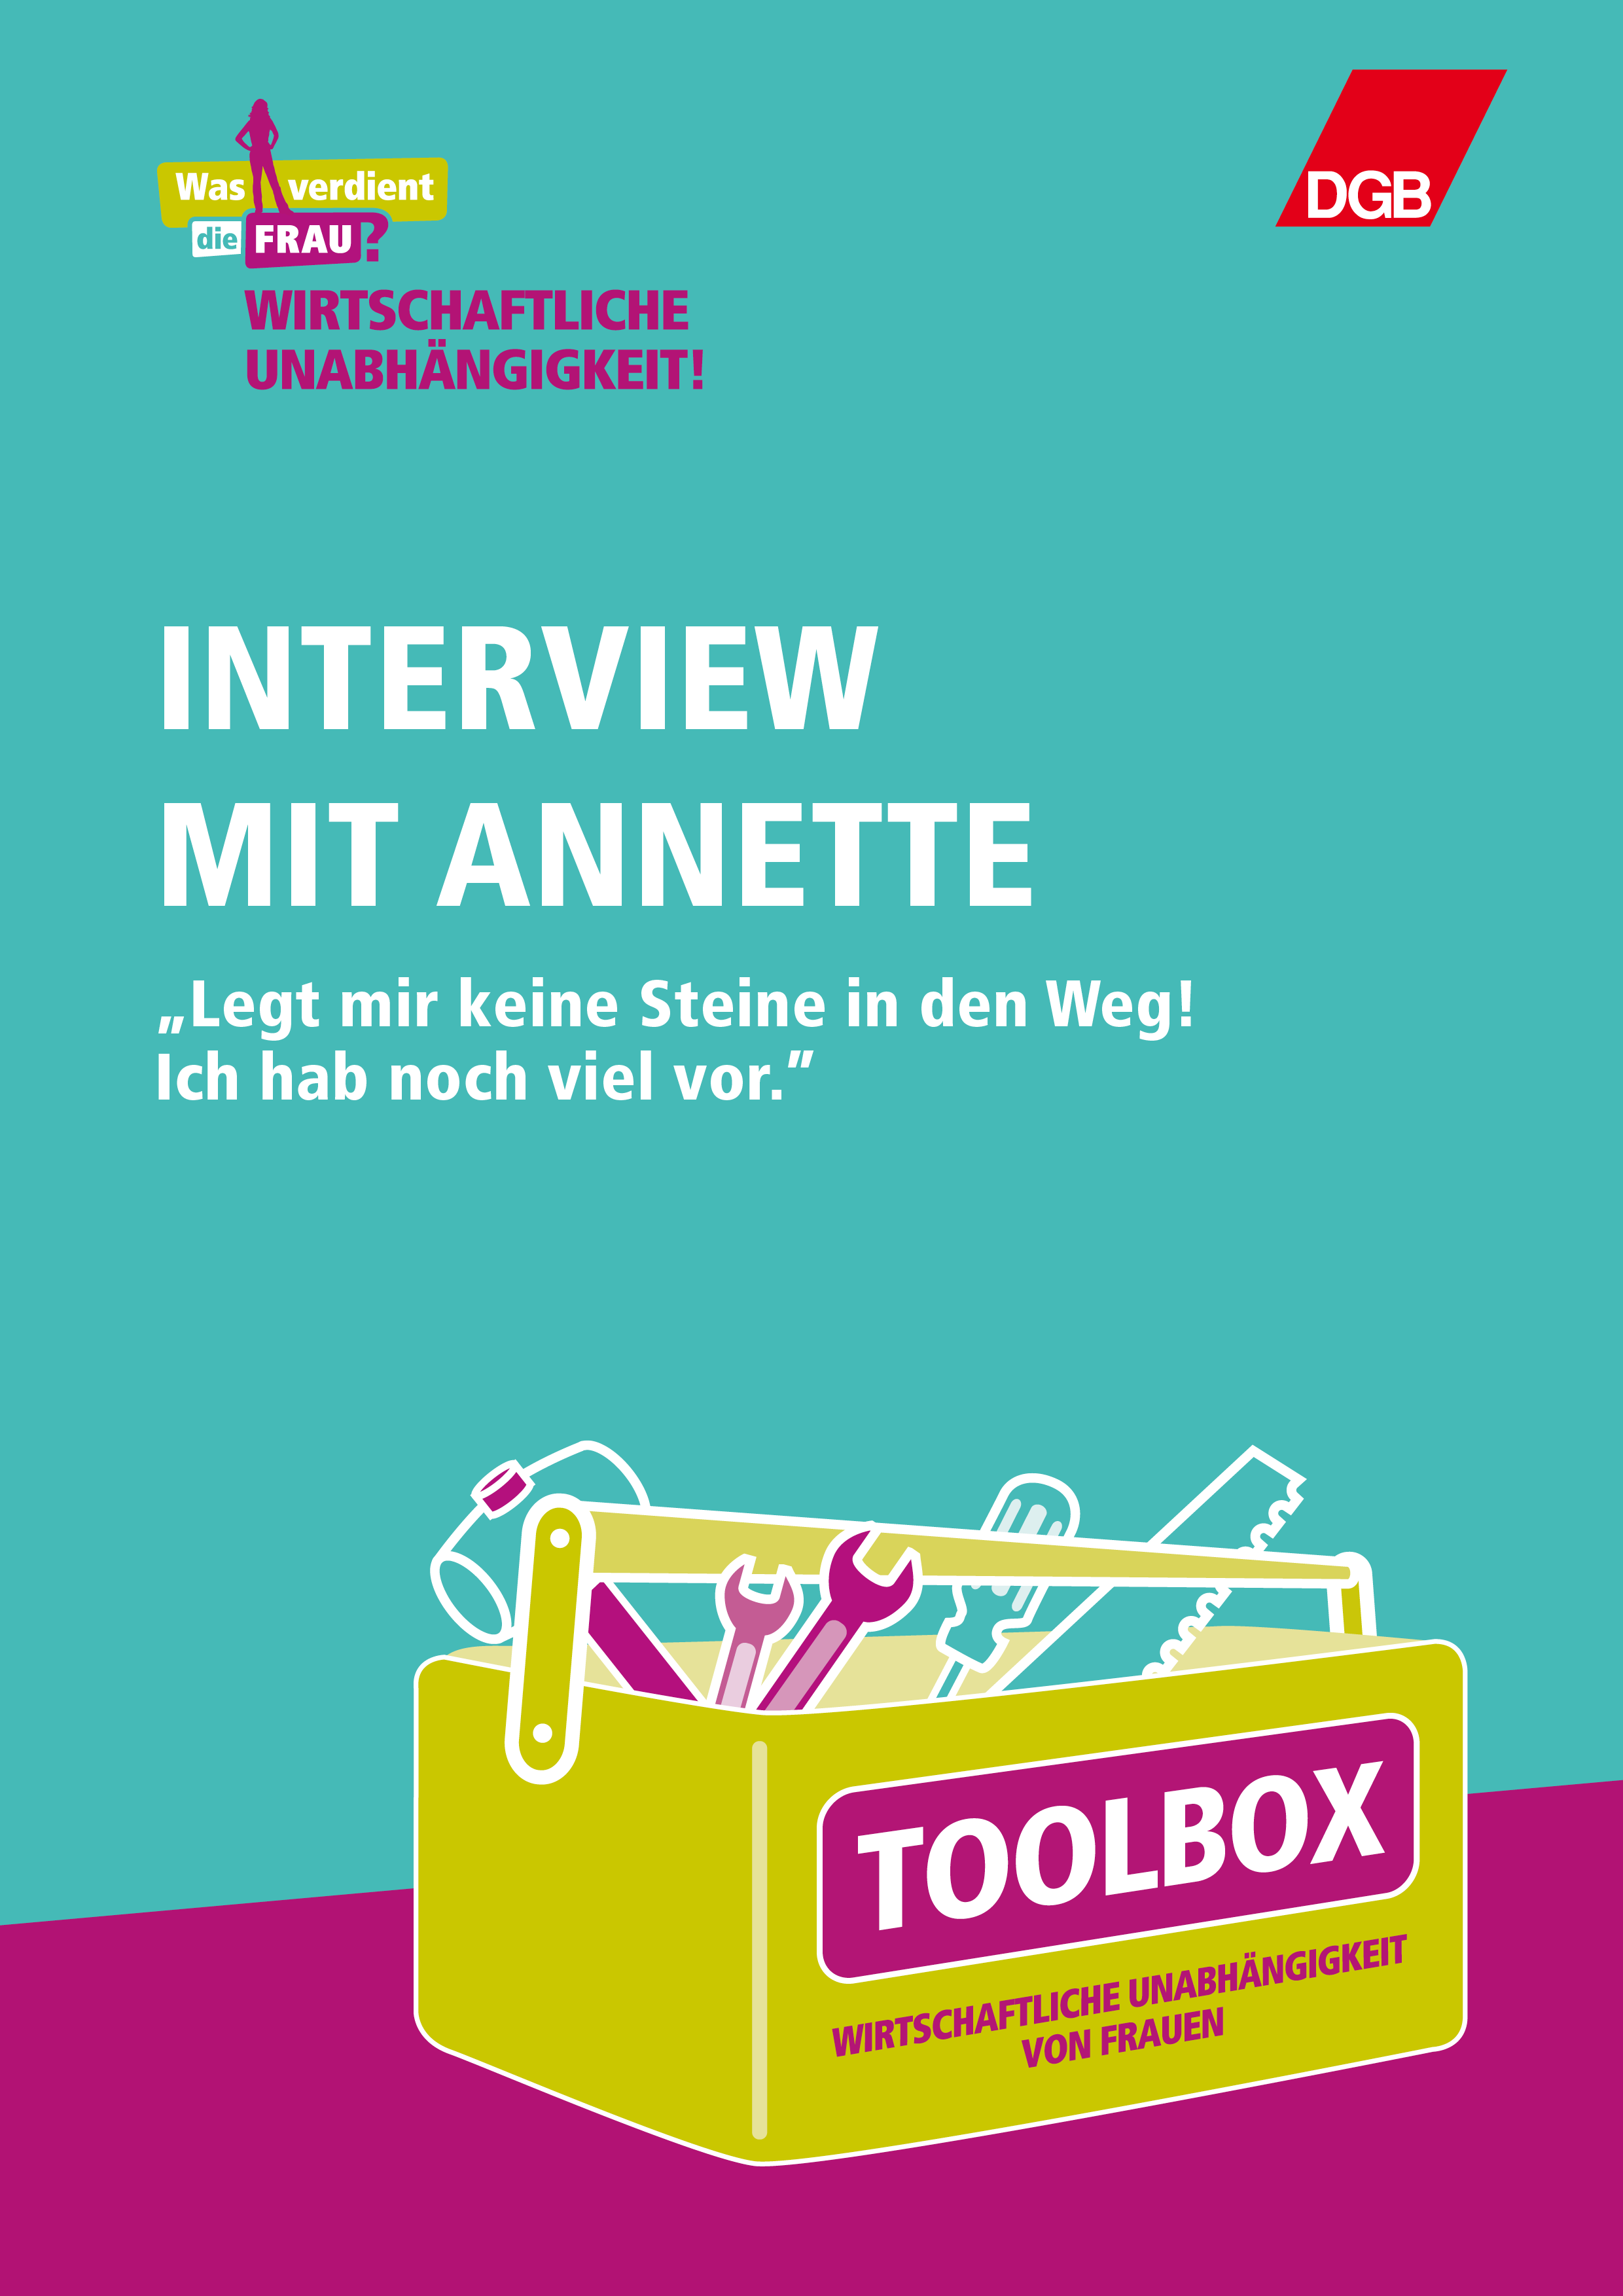 Was verdient
die FRAU?
WIRTSCHAFTLICHE
UNABHÄNGIGKEIT!
DGB
INTERVIEW
MIT ANNETTE
„Legt mir keine Steine in den Weg!
Ich hab noch viel vor.”
TOOLBOX
WIRTSCHAFTLICHE UNABHÄNGIGKEIT
VON FRAUEN